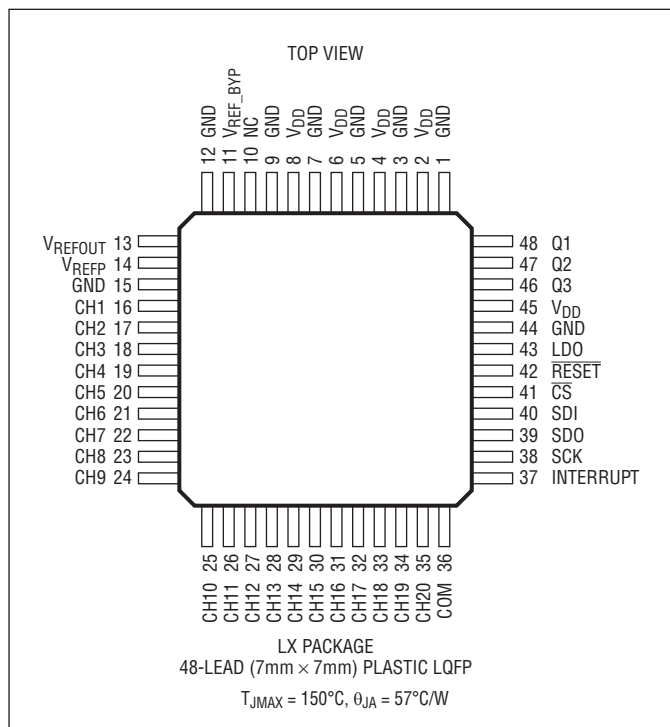 TOP VIEW
12 GND
11 VREF_BYP
10 NC
9 GND
8 VDD
7 GND
6 VDD
5 GND
4 VDD
3 GND
2 VDD
1 GND
VREFOUT 13
VREFP 14
GND 15
CH1 16
CH2 17
CH3 18
CH4 19
CH5 20
CH6 21
CH7 22
CH8 23
CH9 24
48 Q1
47 Q2
46 Q3
45 VDD
44 GND
43 LDO
42 RESET
41 CS
40 SDI
39 SDO
38 SCK
37 INTERRUPT
CH10 25
CH11 26
CH12 27
CH13 28
CH14 29
CH15 30
CH16 31
CH17 32
CH18 33
CH19 34
CH20 35
COM 36
LX PACKAGE
48-LEAD (7mm × 7mm) PLASTIC LQFP
TJMAX = 150°C, θJA = 57°C/W